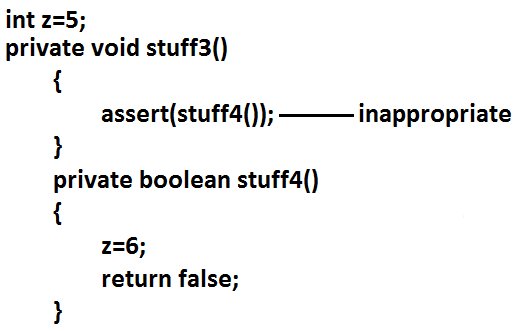 int z=5;
private void stuff3()
{
assert(stuff4()); inappropriate
}
private boolean stuff4()
{
z=6;
return false;
}